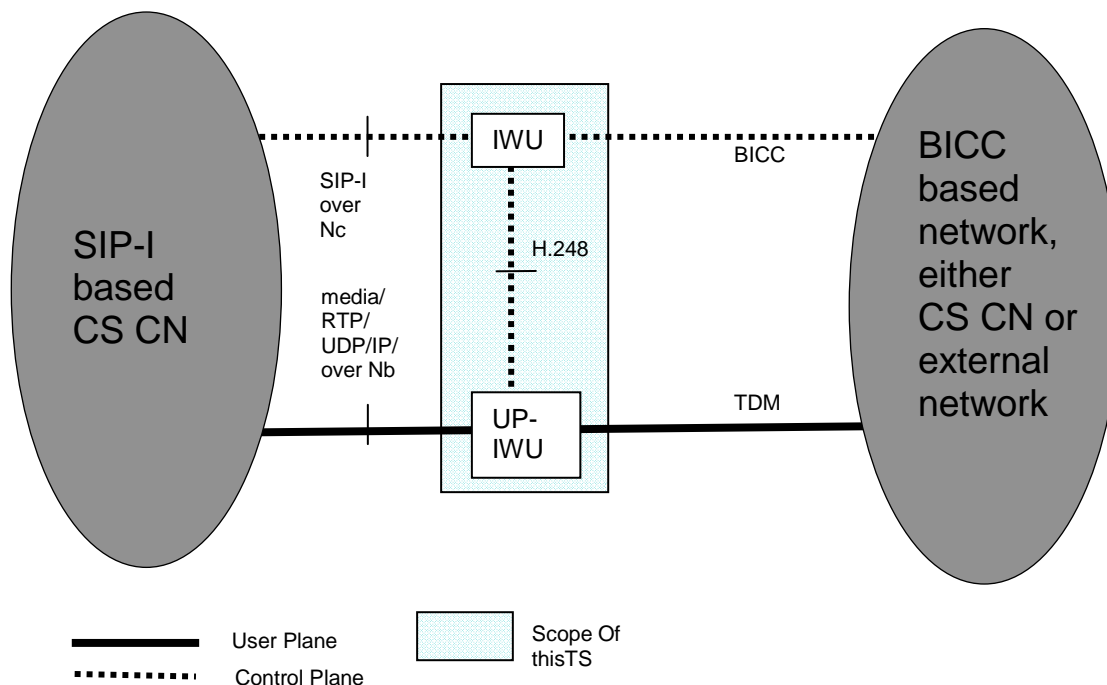 SIP-I
based
CS CN
SIP-I
over
Nc
media/
RTP/
UDP/IP/
over Nb
IWU
H.248
UP-
IWU
BICC
TDM
BICC
based
network,
either
CS CN or
external
network
User Plane
Control Plane
Scope Of
thisTS